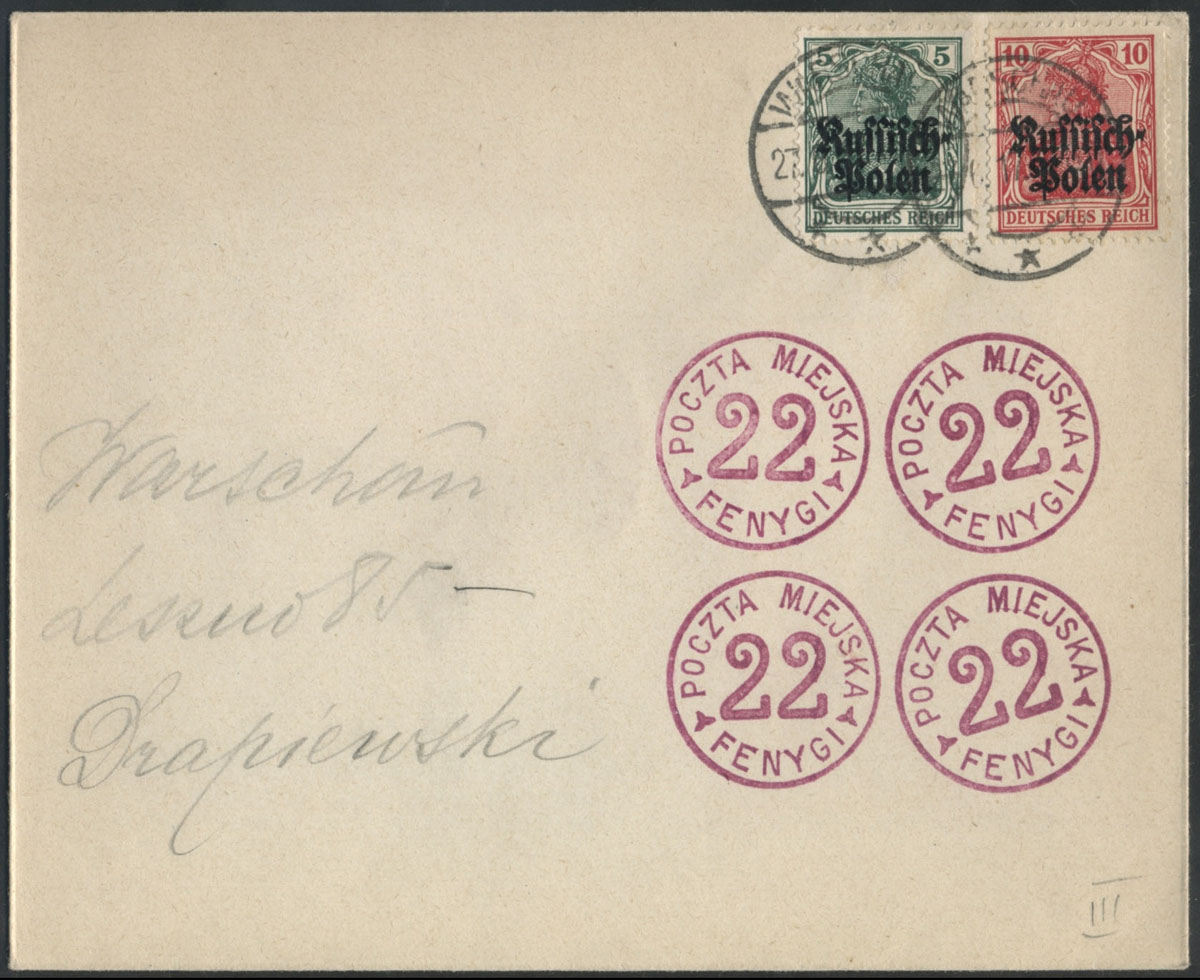 5 5
Russisch-
Polen
DEUTSCHES REICH
10 10
Russisch-
Polen
DEUTSCHES REICH
POCZTA MIEJSKA
22
FENYGI
POCZTA MIEJSKA
22
FENYGI
POCZTA MIEJSKA
22
FENYGI
POCZTA MIEJSKA
22
FENYGI
Warschau
Leszno 85 —
Drapiewski
III